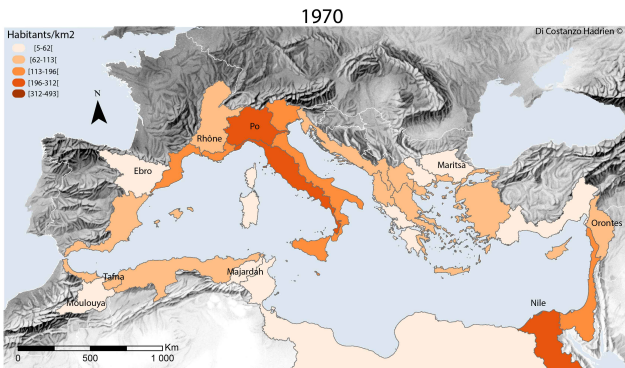 1970
Habitants/km2
Di Costanzo Hadrien ©
[5-62[
[62-113[
[113-196[
[196-312[
[312-493]
N
Po
Rhône
Ebro
Maritsa
Orontes
Tafna
Majardah
Moulouya
Nile
Km
0 500 1 000